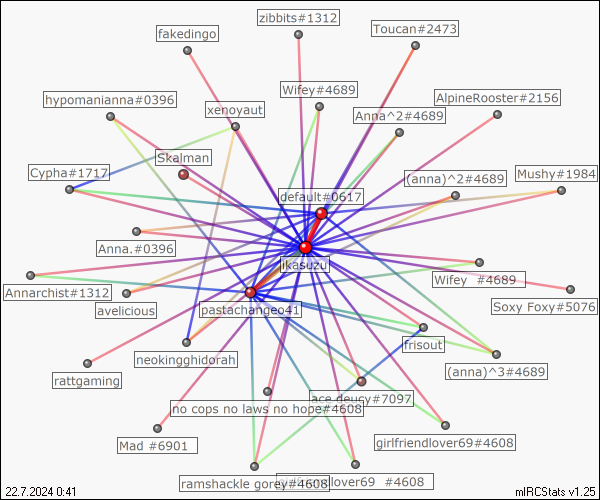 zibbits#1312
fakedingo
Toucan#2473
Wifey#4689
AlpineRooster#2156
hypomanianna#0396
xenoyaut
Anna^2#4689
Skalman
Cypha#1717
(anna)^2#4689
Mushy#1984
default#0617
Anna.#0396
ikasuzu
Annarchist#1312
Wifey #4689
avelicious
pastachangeo41
Soxy Foxy#5076
frisout
neokingghidorah
(anna)^3#4689
rattgaming
ace deucy#7097
no cops no laws no hope#4608
Mad #6901
girlfriendlover69#4608
ramshackle gorey#4608
llover69 #4608
22.7.2024 0:41
mIRCStats v1.25